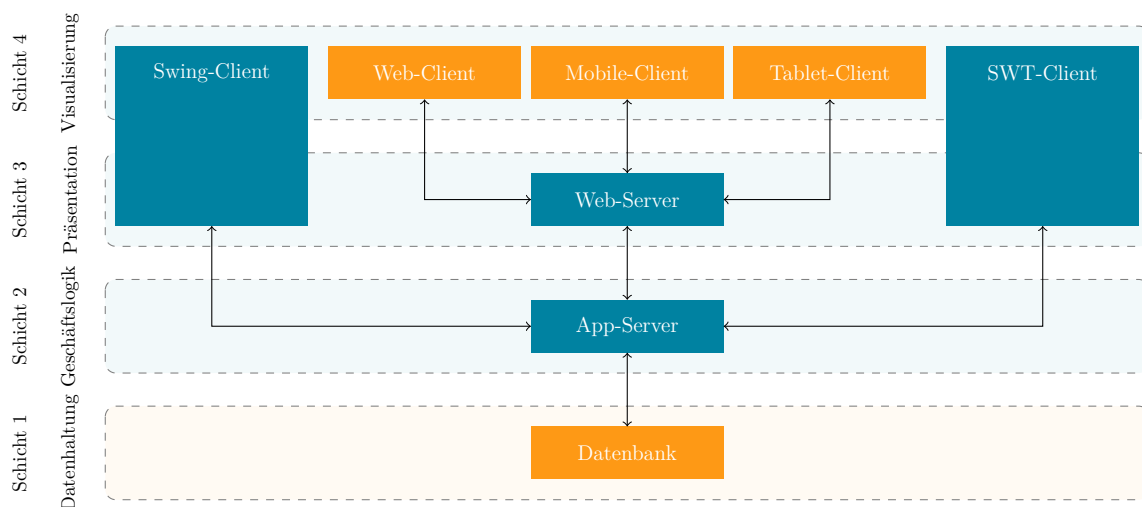 Schicht 4
Visualisierung
Swing-Client
Web-Client
Mobile-Client
Tablet-Client
SWT-Client
Schicht 3
Präsentation
Web-Server
Schicht 2
Geschäftslogik
App-Server
Schicht 1
Datenhaltung
Datenbank